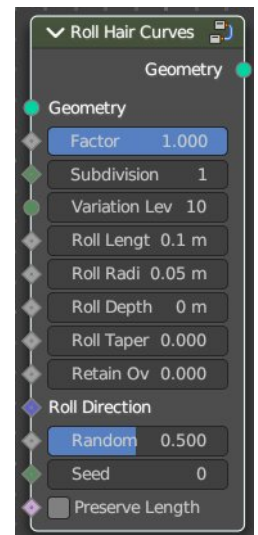 Roll Hair Curves
Geometry
Geometry
Factor 1.000
Subdivision 1
Variation Lev 10
Roll Lengt 0.1 m
Roll Radi 0.05 m
Roll Depth 0 m
Roll Taper 0.000
Retain Ov 0.000
Roll Direction
Random 0.500
Seed 0
Preserve Length